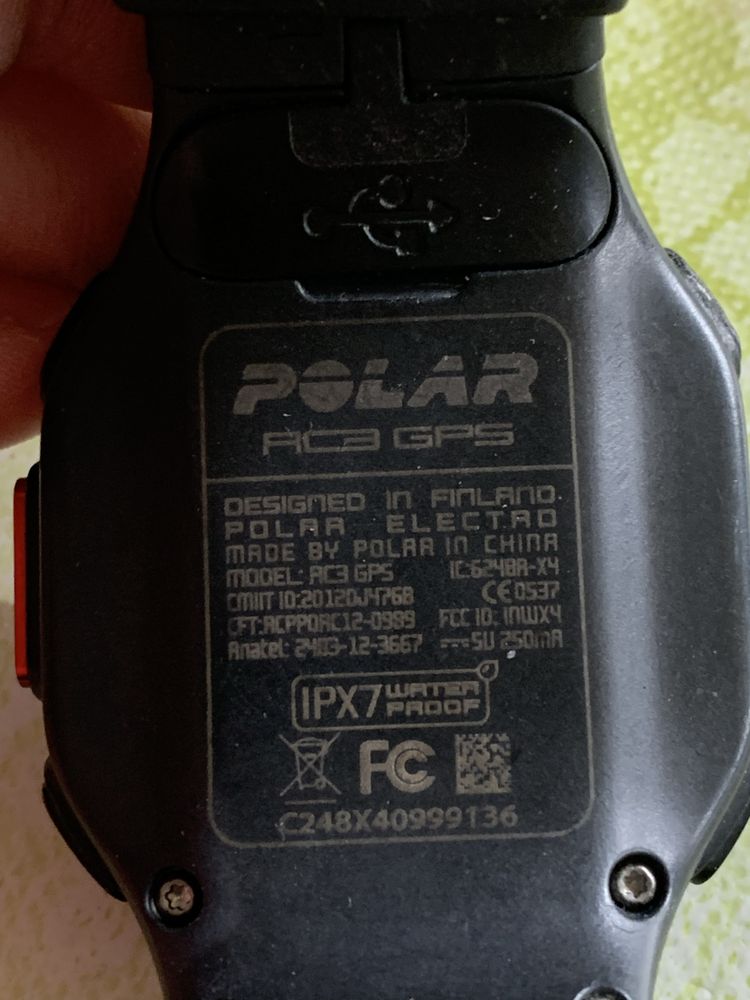 POLAR
RC3 GPS
DESIGNED IN FINLAND.
POLAR ELECTRO
MADE BY POLAR IN CHINA
MODEL: RC3 GPS IC:6248A-X4
CMIIT ID:2012DJ4768 CE0537
CFT:RCPPORC12-0999 FCC ID: INWX4
Anatel: 2403-12-3667 5V 250mA
IPX7 WATER PROOF
FC
C248X40999136